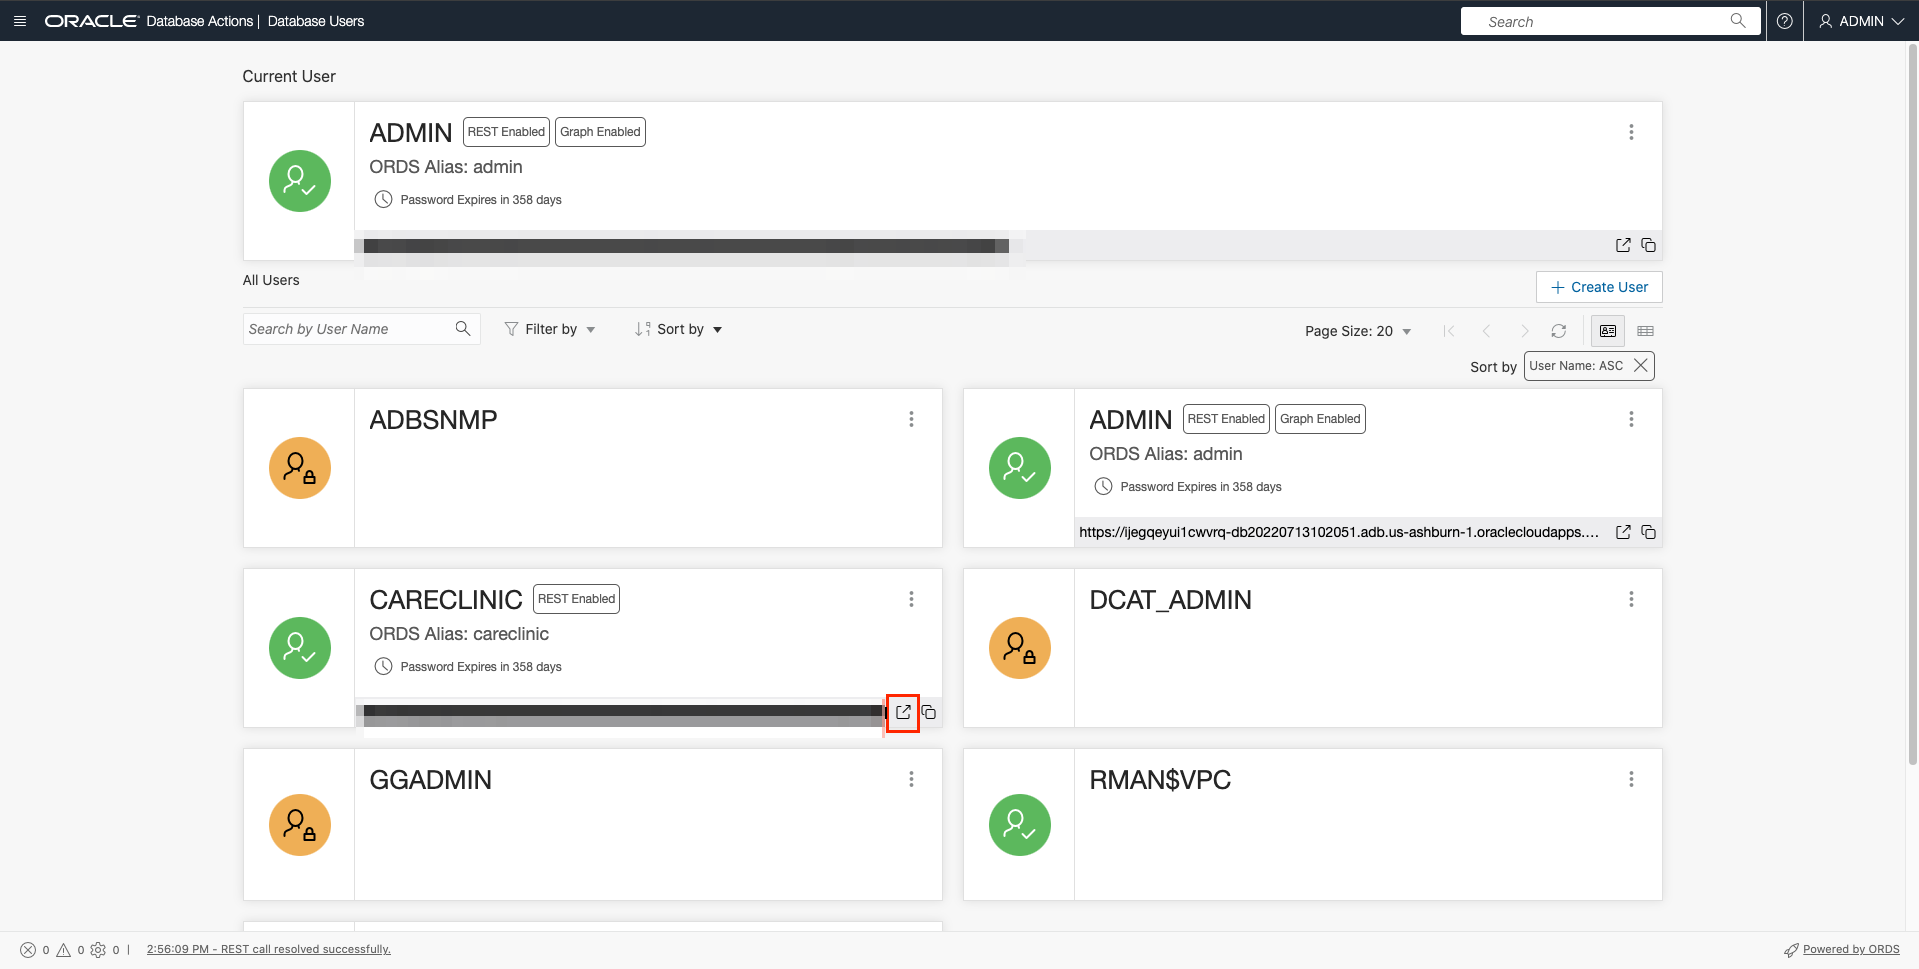 ORACLE Database Actions | Database Users
Search
ADMIN
Current User
ADMIN REST Enabled Graph Enabled
ORDS Alias: admin
Password Expires in 358 days
All Users
Create User
Search by User Name
Filter by
Sort by
Page Size: 20
Sort by User Name: ASC
ADBSNMP
ADMIN REST Enabled Graph Enabled
ORDS Alias: admin
Password Expires in 358 days
https://ijegqeyui1cwvrq-db20220713102051.adb.us-ashburn-1.oraclecloudapps....
CARECLINIC REST Enabled
ORDS Alias: careclinic
Password Expires in 358 days
DCAT_ADMIN
GGADMIN
RMAN$VPC
0 0 0 | 2:56:09 PM - REST call resolved successfully.
Powered by ORDS